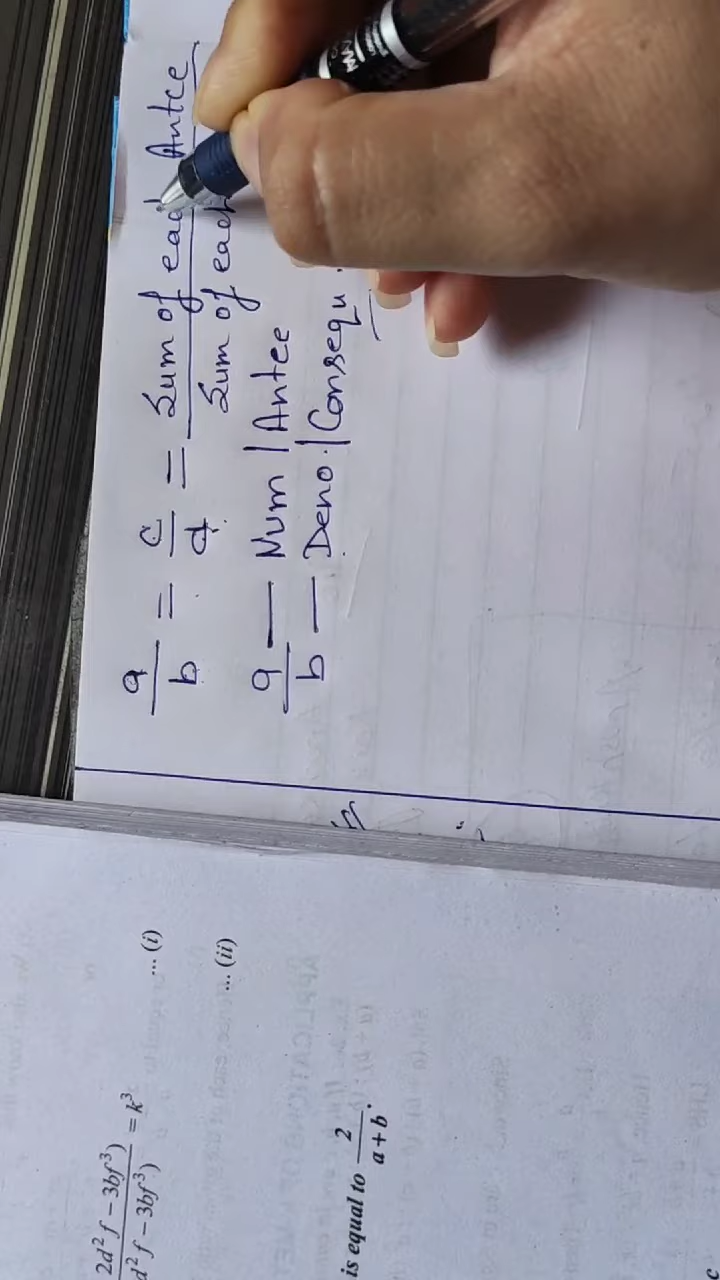 a/b = c/d = Sum of each Antce / Sum of each
a/b — Num | Antce
— Deno. | Consequ.
... (i)
... (ii)
2d²f − 3bf³) / d²f − 3bf³) = k³
is equal to 2/a + b.